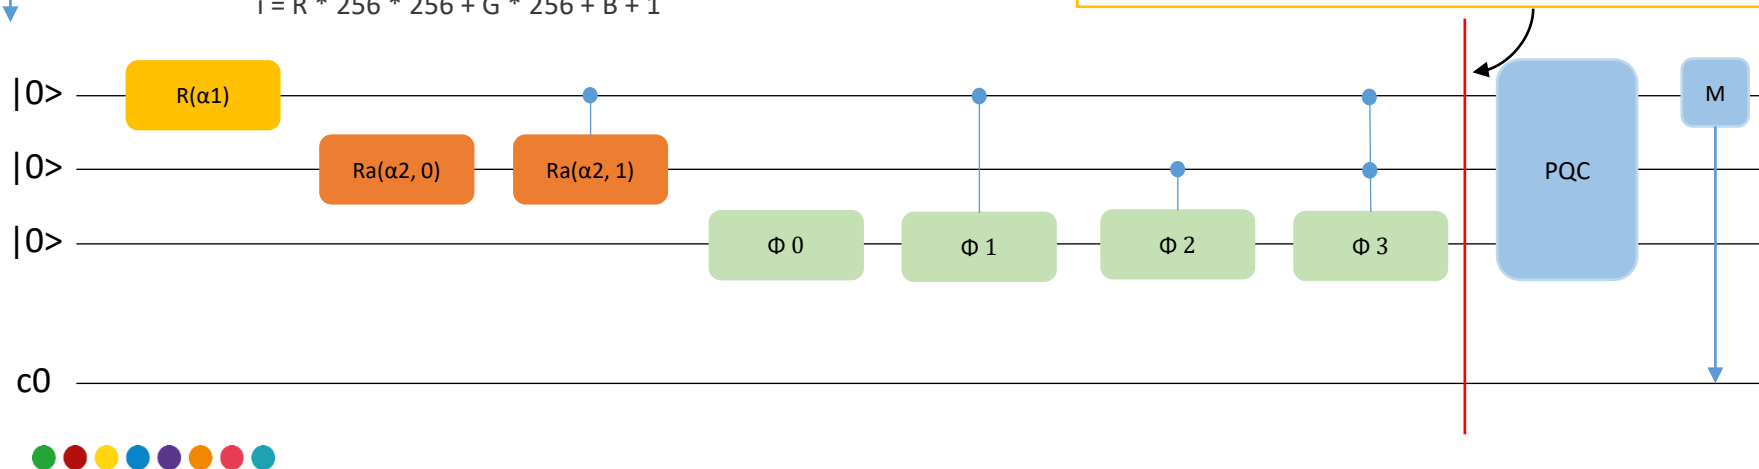 i = R * 256 * 256 + G * 256 + B + 1
|0> R(α1) M
|0> Ra(α2, 0) Ra(α2, 1) PQC
|0> Φ 0 Φ 1 Φ 2 Φ 3
c0